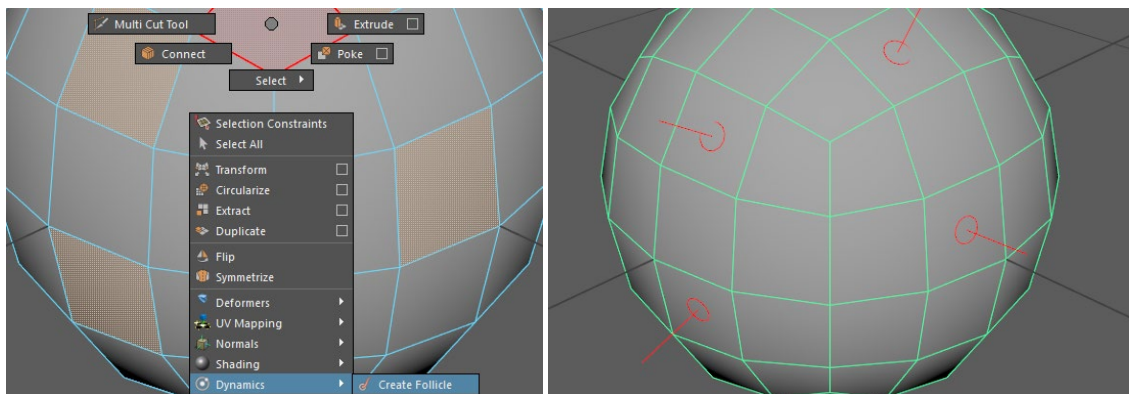 Multi Cut Tool
Extrude
Connect
Poke
Select
Selection Constraints
Select All
Transform
Circularize
Extract
Duplicate
Flip
Symmetrize
Deformers
UV Mapping
Normals
Shading
Dynamics
Create Follicle